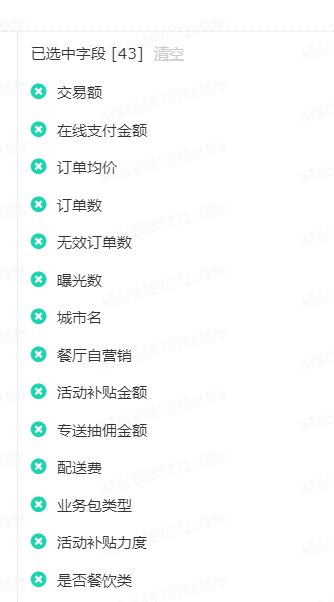 已选中字段 [43] 清空
交易额
在线支付金额
订单均价
订单数
无效订单数
曝光数
城市名
餐厅自营销
活动补贴金额
专送抽佣金额
配送费
业务包类型
活动补贴力度
是否餐饮类
a36c8387271cf8fe